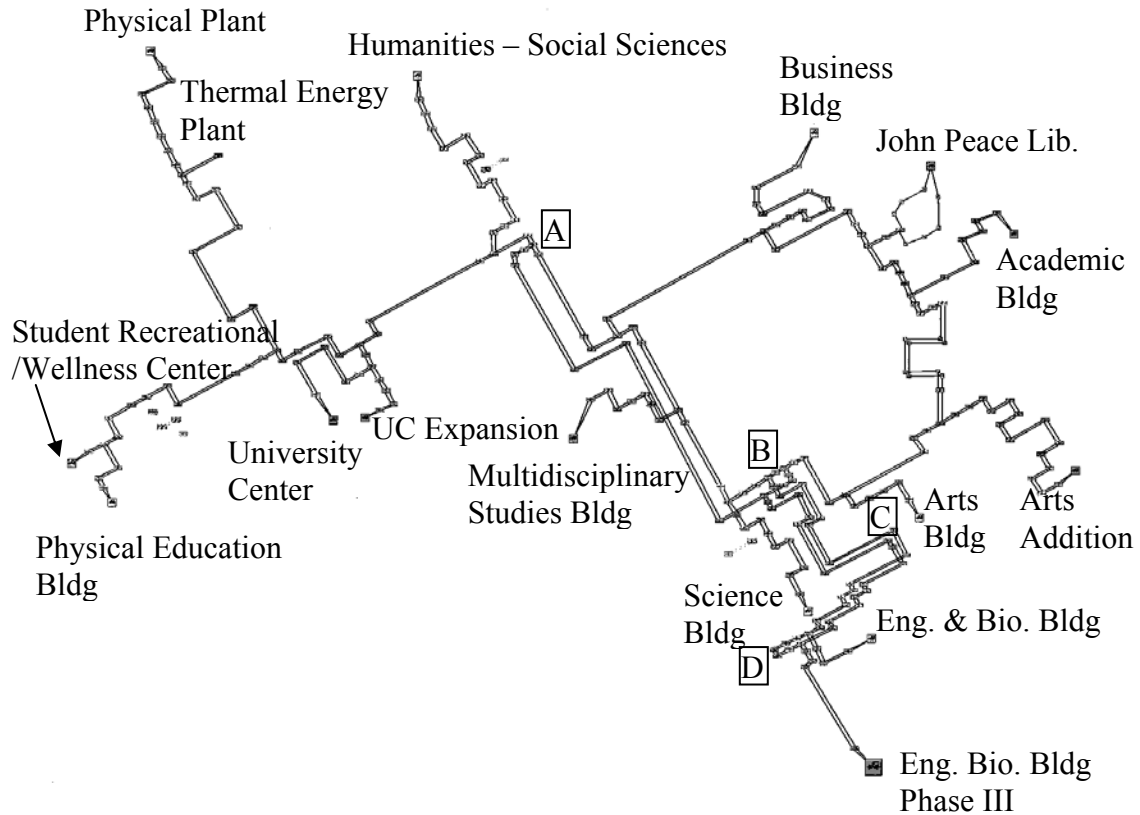 Physical Plant
Humanities – Social Sciences
Thermal Energy
Plant
Business
Bldg
John Peace Lib.
A
Academic
Bldg
Student Recreational
/Wellness Center
University
Center
UC Expansion
Multidisciplinary
Studies Bldg
B
C
Arts
Bldg
Arts
Addition
Physical Education
Bldg
Science
Bldg
Eng. & Bio. Bldg
D
Eng. Bio. Bldg
Phase III